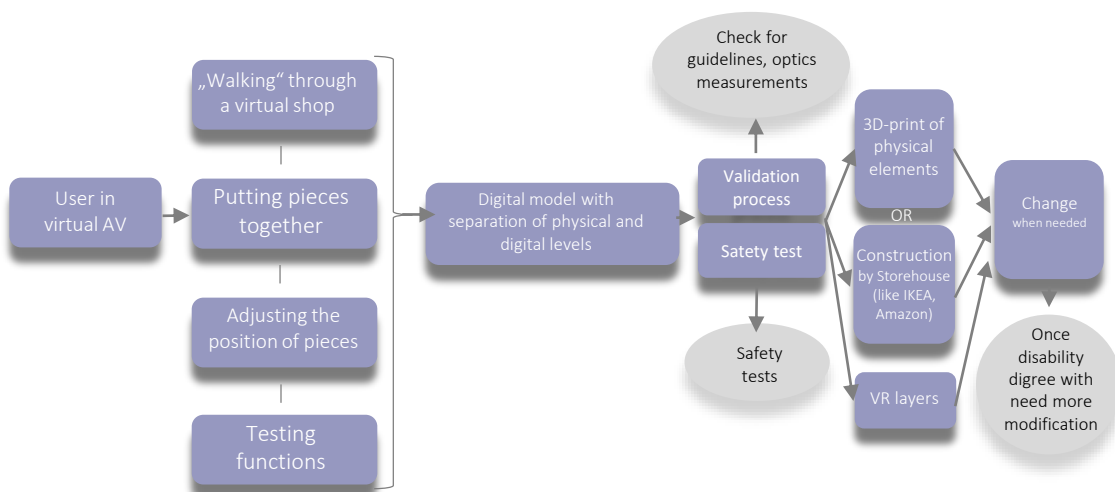 User in
virtual AV
„Walking“ through
a virtual shop
Putting pieces
together
Adjusting the
position of pieces
Testing
functions
Digital model with
separation of physical and
digital levels
Check for
guidelines, optics
measurements
Validation
process
Safety test
Safety
tests
3D-print of
physical
elements
OR
Construction
by Storehouse
(like IKEA,
Amazon)
VR layers
Change
when needed
Once
disability
digree with
need more
modification